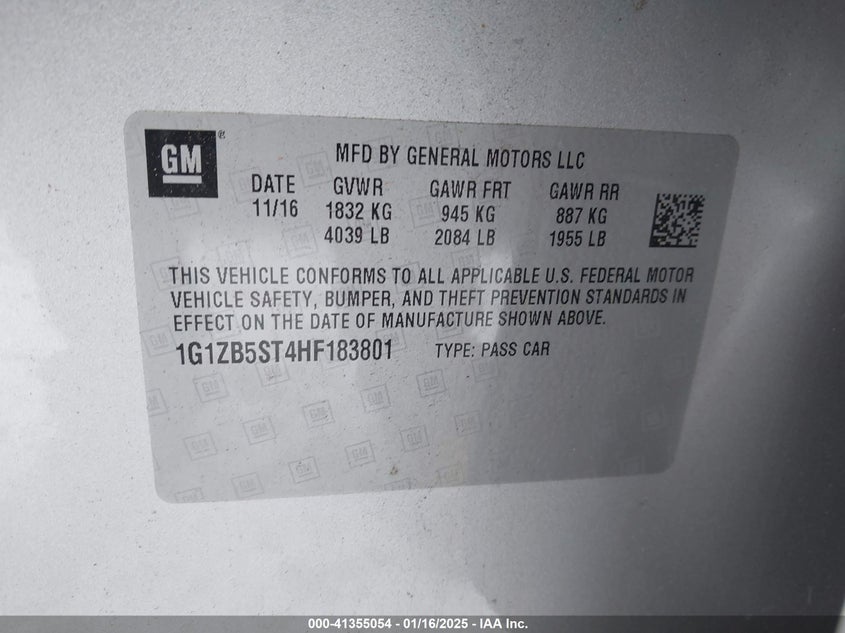 GM®
MFD BY GENERAL MOTORS LLC
DATE GVWR GAWR FRT GAWR RR
11/16 1832 KG 945 KG 887 KG
4039 LB 2084 LB 1955 LB
THIS VEHICLE CONFORMS TO ALL APPLICABLE U.S. FEDERAL MOTOR
VEHICLE SAFETY, BUMPER, AND THEFT PREVENTION STANDARDS IN
EFFECT ON THE DATE OF MANUFACTURE SHOWN ABOVE.
1G1ZB5ST4HF183801 TYPE: PASS CAR
000-41355054 - 01/16/2025 - IAA Inc.